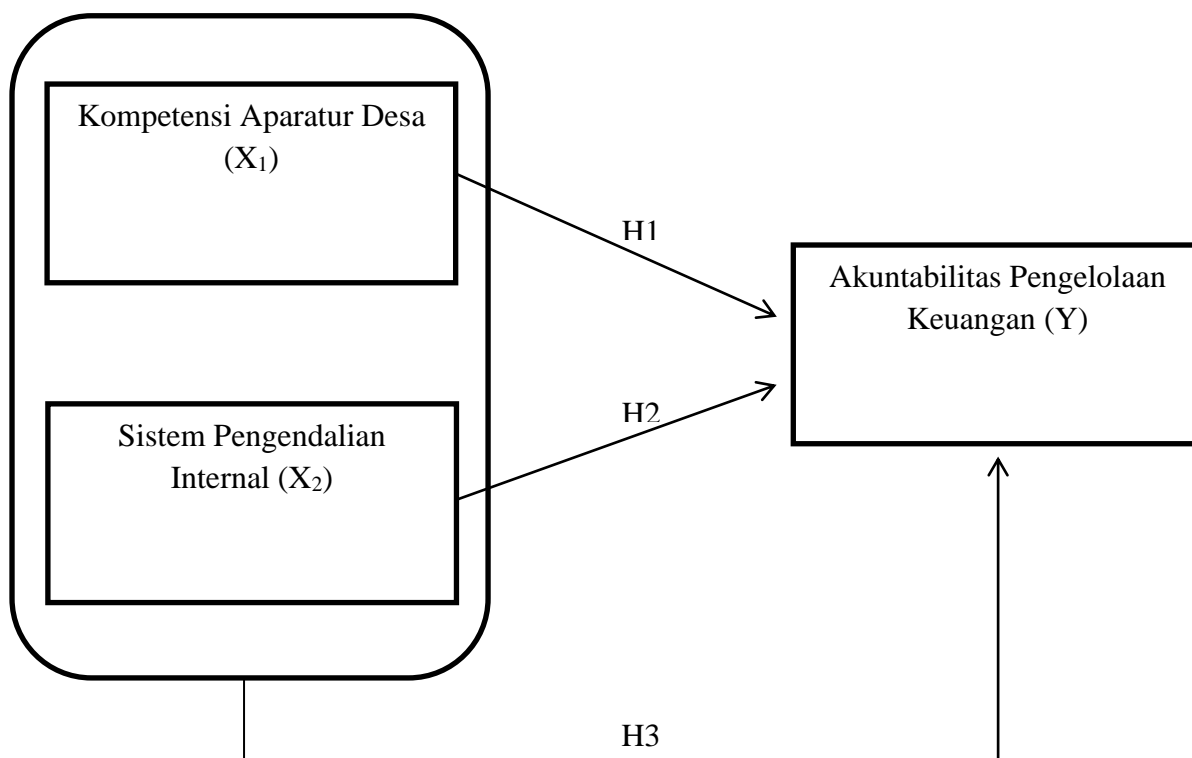 Kompetensi Aparatur Desa
(X₁)
H1
Akuntabilitas Pengelolaan
Keuangan (Y)
H2
Sistem Pengendalian
Internal (X₂)
H3